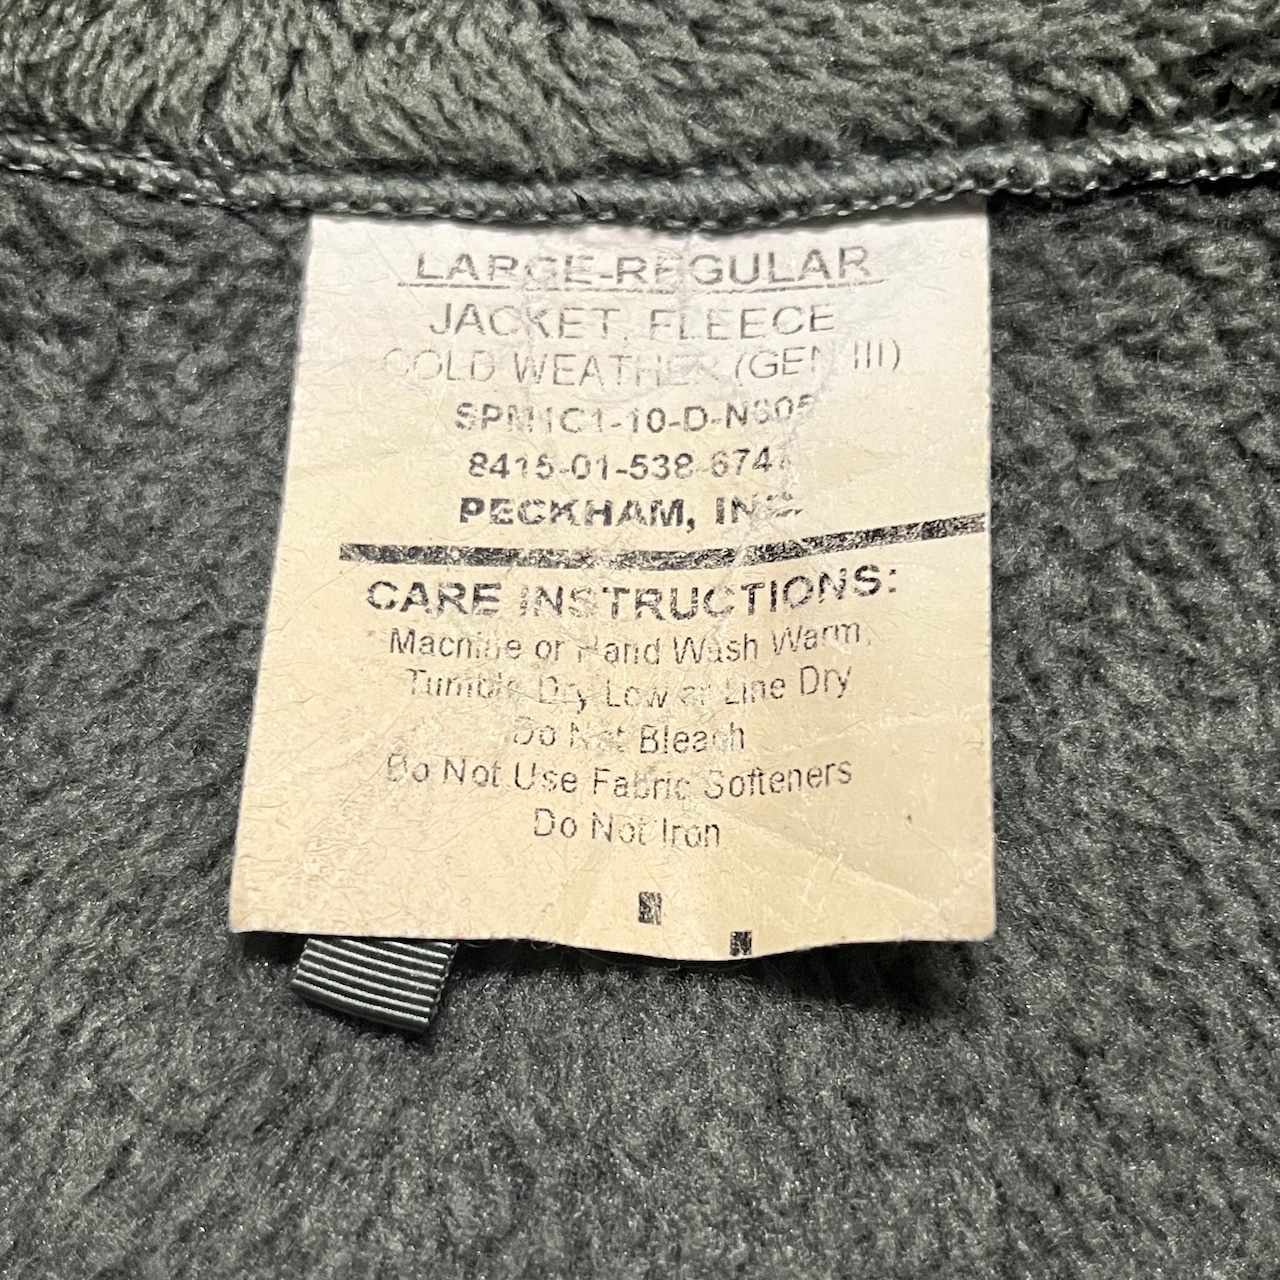 LARGE-REGULAR
JACKET, FLEECE
COLD WEATHER (GEN III)
SPM1C1-10-D-N605
8415-01-538-674
PECKHAM, INC.
CARE INSTRUCTIONS:
Machine or Hand Wash Warm
Tumble Dry Low or Line Dry
Do Not Bleach
Do Not Use Fabric Softeners
Do Not Iron